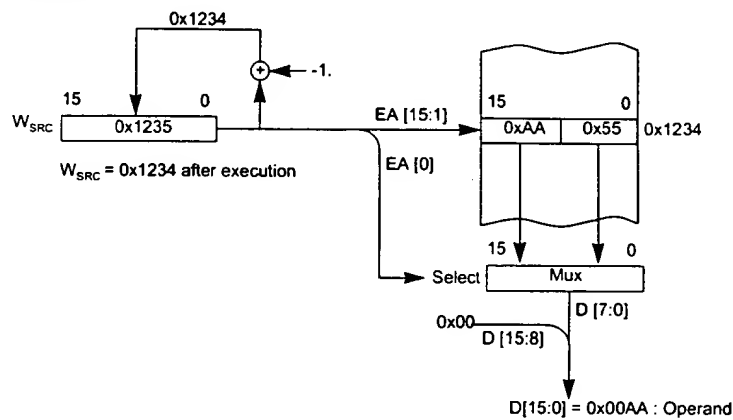 0x1234
+
-1.
15 0
W_SRC 0x1235
W_SRC = 0x1234 after execution
EA [15:1]
EA [0]
15 0
0xAA 0x55 0x1234
15 0
Select Mux
D [7:0]
0x00
D [15:8]
D[15:0] = 0x00AA : Operand